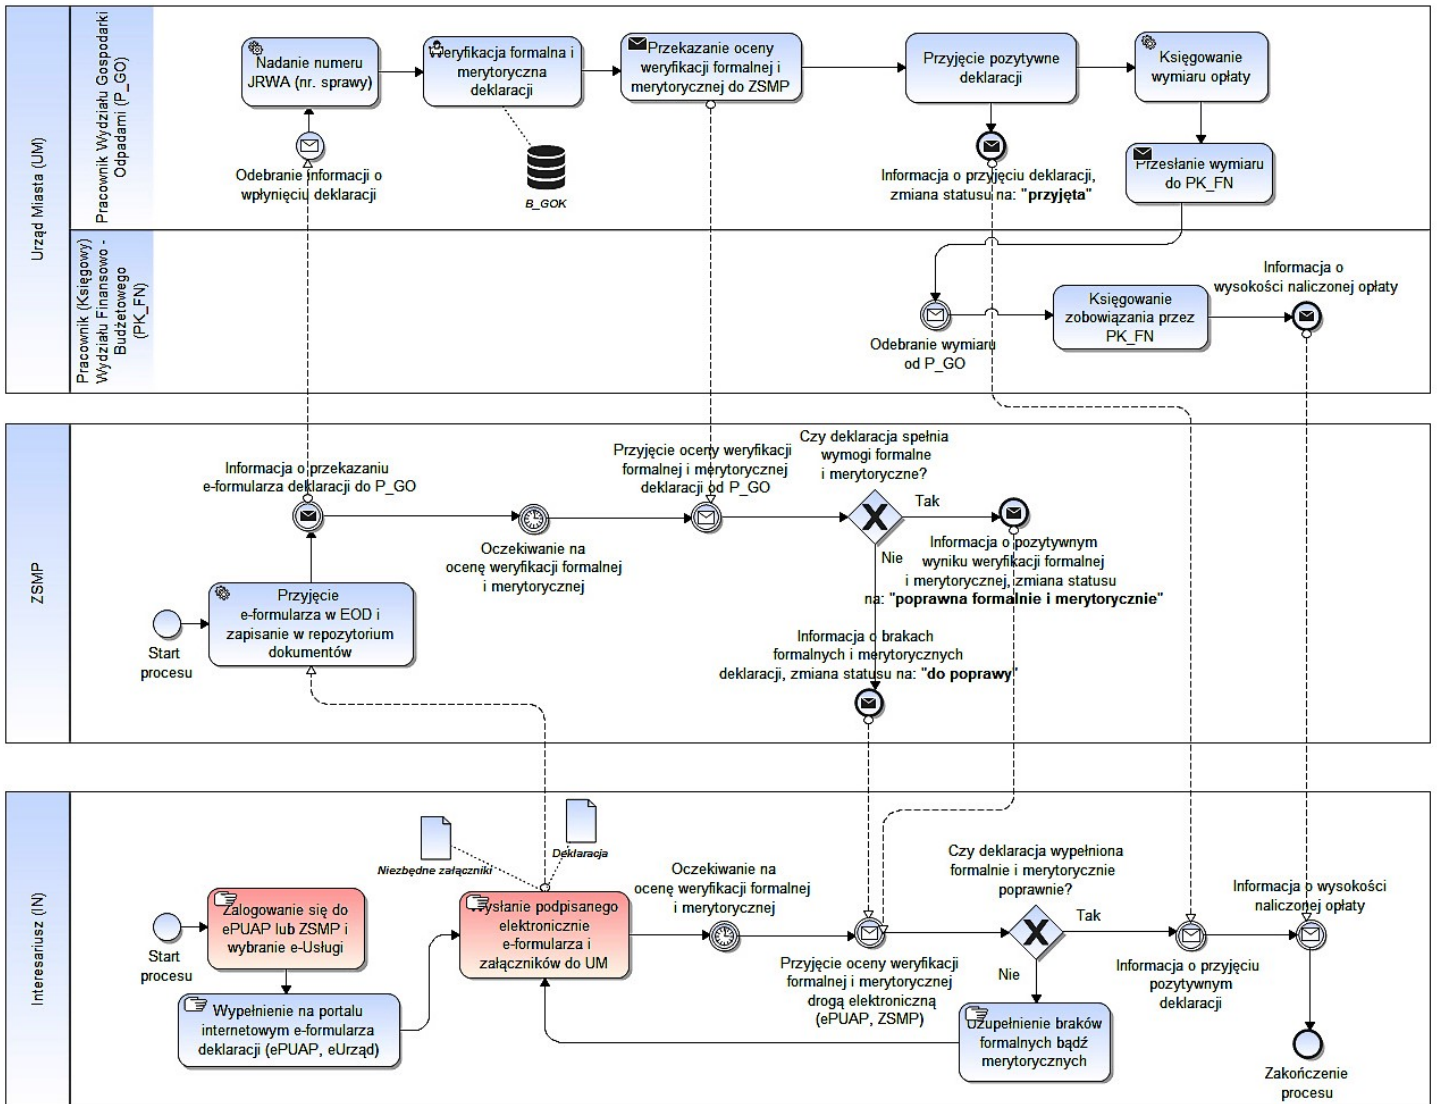 Urząd Miasta (UM)
Pracownik Wydziału Gospodarki
Odpadami (P_GO)
Nadanie numeru
JRWA (nr. sprawy)
Weryfikacja formalna i
merytoryczna
deklaracji
Przekazanie oceny
weryfikacji formalnej i
merytorycznej do ZSMP
Przyjęcie pozytywne
deklaracji
Księgowanie
wymiaru opłaty
Odebranie informacji o
wpłynięciu deklaracji
B_GOK
Informacja o przyjęciu deklaracji,
zmiana statusu na: "przyjęta"
Przesłanie wymiaru
do PK_FN
Pracownik (Księgowy)
Wydziału Finansowo -
Budżetowego
(PK_FN)
Odebranie wymiaru
od P_GO
Księgowanie
zobowiązania przez
PK_FN
Informacja o
wysokości naliczonej opłaty
ZSMP
Start
procesu
Przyjęcie
e-formularza w EOD i
zapisanie w repozytorium
dokumentów
Informacja o przekazaniu
e-formularza deklaracji do P_GO
Oczekiwanie na
ocenę weryfikacji formalnej
i merytorycznej
Przyjęcie oceny weryfikacji
formalnej i merytorycznej
deklaracji od P_GO
Czy deklaracja spełnia
wymogi formalne
i merytoryczne?
Tak
Nie
Informacja o pozytywnym
wyniku weryfikacji formalnej
i merytorycznej, zmiana statusu
na: "poprawna formalnie i merytorycznie"
Informacja o brakach
formalnych i merytorycznych
deklaracji, zmiana statusu na: "do poprawy"
Interesariusz (IN)
Start
procesu
Zalogowanie się do
ePUAP lub ZSMP i
wybranie e-Usługi
Wypełnienie na portalu
internetowym e-formularza
deklaracji (ePUAP, eUrząd)
Niezbędne załączniki
Deklaracja
Wysłanie podpisanego
elektronicznie
e-formularza i
załączników do UM
Oczekiwanie na
ocenę weryfikacji formalnej
i merytorycznej
Przyjęcie oceny weryfikacji
formalnej i merytorycznej
drogą elektroniczną
(ePUAP, ZSMP)
Czy deklaracja wypełniona
formalnie i merytorycznie
poprawnie?
Tak
Nie
Uzupełnienie braków
formalnych bądź
merytorycznych
Informacja o przyjęciu
pozytywnym
deklaracji
Informacja o wysokości
naliczonej opłaty
Zakończenie
procesu